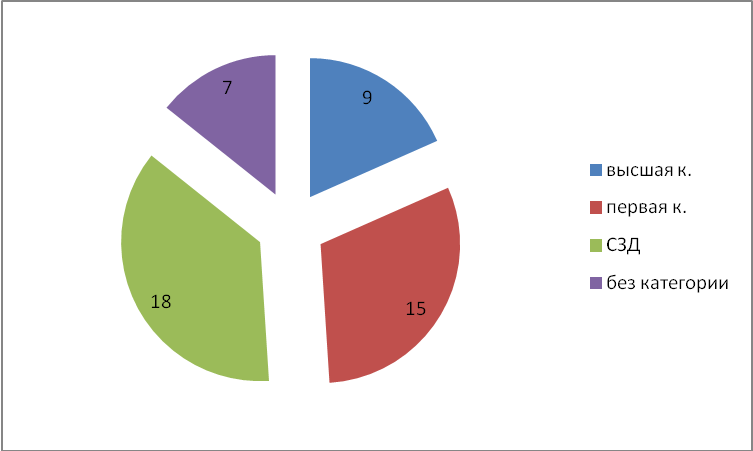 7
9
18
15
высшая к.
первая к.
СЗД
без категории